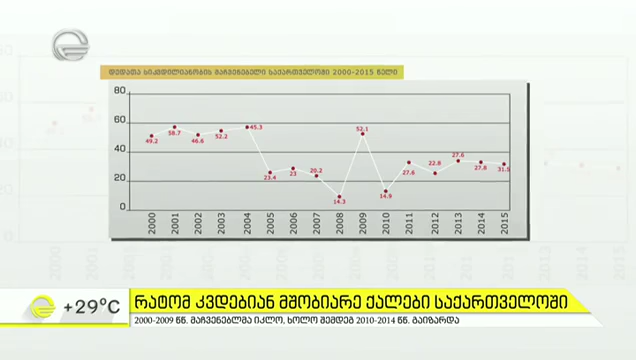 დედათა სიკვდილიანობის მაჩვენებელი საქართველოში 2000-2015 წელი
80
60
40
20
0
49.2 58.7 46.6 52.2 45.3 23.4 23 20.2 14.3 52.1 14.9 27.6 22.8 27.6 27.8 31.5
2000 2001 2002 2003 2004 2005 2006 2007 2008 2009 2010 2011 2012 2013 2014 2015
+29°C
რატომ კვდებიან მშობიარე ქალები საქართველოში
2000-2009 წწ. მაჩვენებლმა იკლო, ხოლო შემდეგ 2010-2014 წწ. გაიზარდა